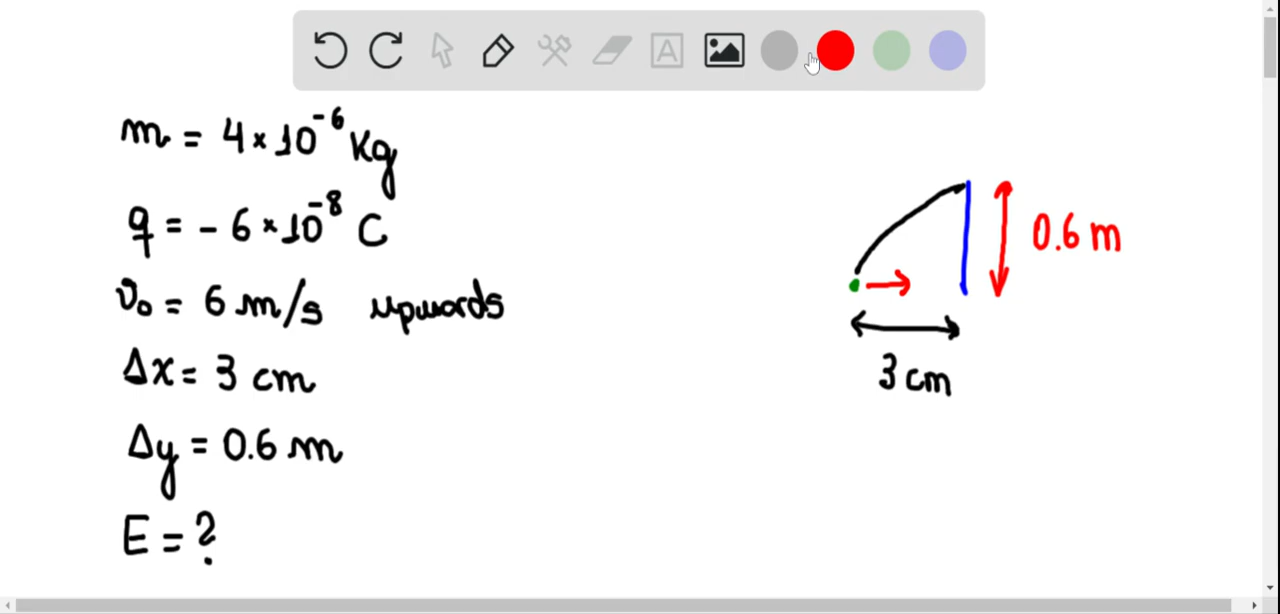 m = 4 × 10⁻⁶ Kg
q = - 6 × 10⁻⁸ C
v₀ = 6 m/s upwards
Δx = 3 cm
Δy = 0.6 m
E = ?
0.6 m
3 cm
A